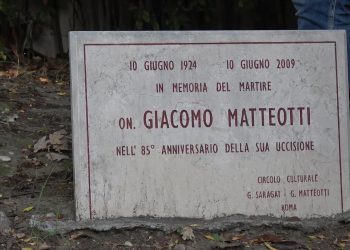 10 GIUGNO 1924 10 GIUGNO 2009
IN MEMORIA DEL MARTIRE
ON. GIACOMO MATTEOTTI
NELL' 85° ANNIVERSARIO DELLA SUA UCCISIONE
CIRCOLO CULTURALE
G. SARAGAT - G. MATTEOTTI
ROMA